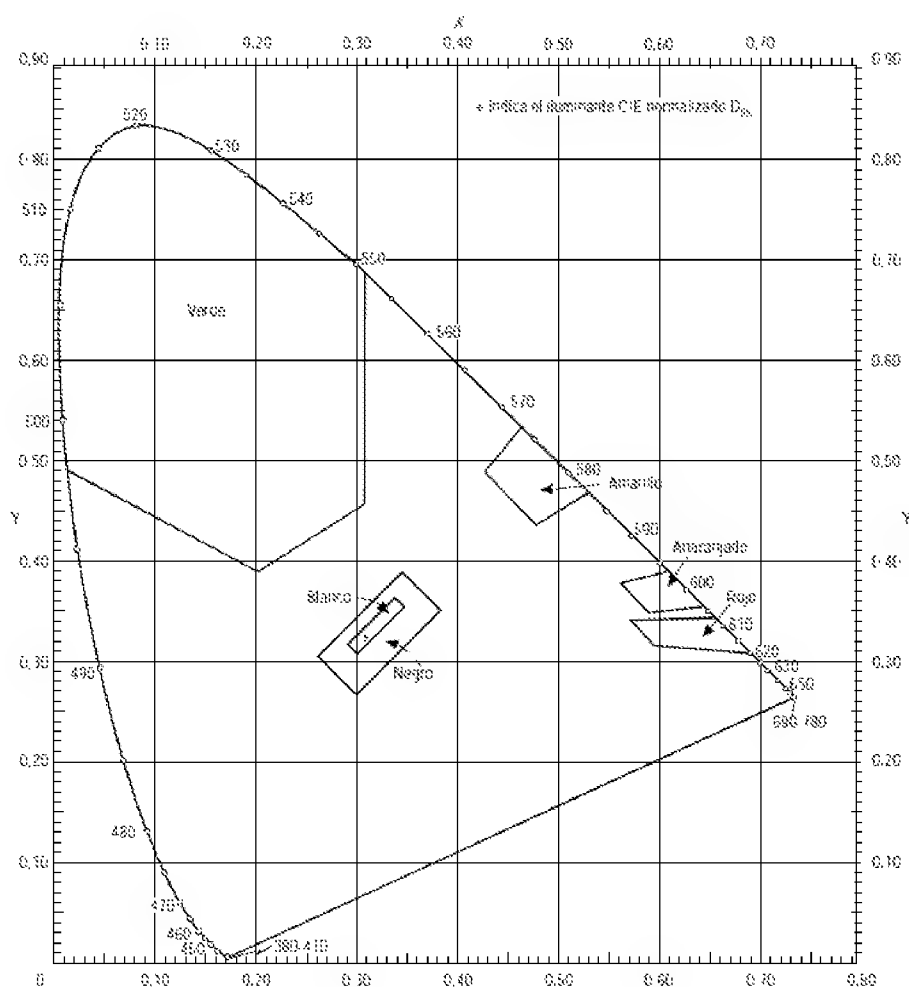 X
0.10 0.20 0.30 0.40 0.50 0.60 0.70
0.90 0.90
+ Indica el iluminante CIE normalizado D65
520
0.80 530 0.80
510 540
0.70 550 0.70
Verde
0.60 560 0.60
570
500
0.50 580 0.50
Amarillo
Y Y
590
Anaranjado
0.40 600 0.40
Blanco Rojo
610
Negro 620
0.30 630 0.30
490 650
690-780
0.20 0.20
480
0.10 0.10
470
460
450 380-410
0 0.10 0.20 0.30 0.40 0.50 0.60 0.70 0.80